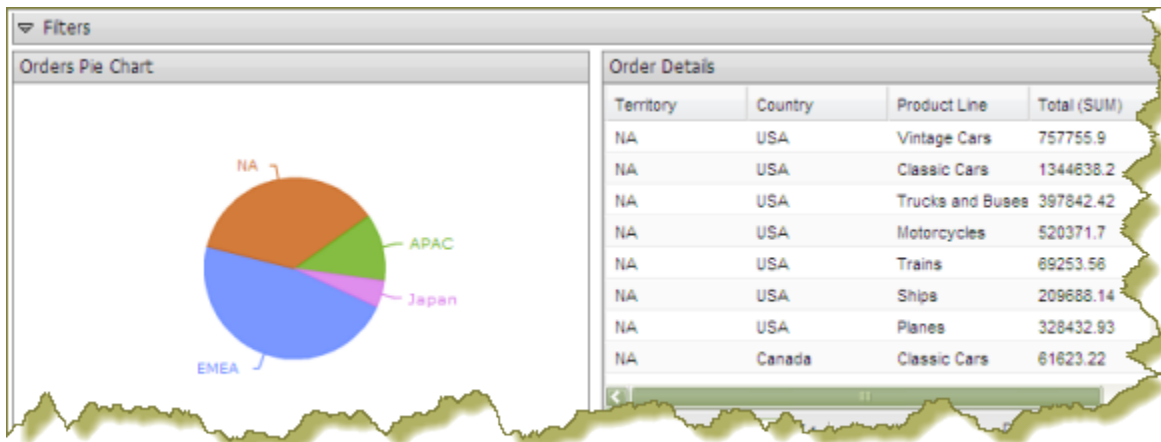 Filters
Orders Pie Chart
NA
APAC
Japan
EMEA
Order Details
Territory Country Product Line Total (SUM)
NA USA Vintage Cars 757755.9
NA USA Classic Cars 1344638.2
NA USA Trucks and Buses 397842.42
NA USA Motorcycles 520371.7
NA USA Trains 69253.56
NA USA Ships 209688.14
NA USA Planes 328432.93
NA Canada Classic Cars 61623.22